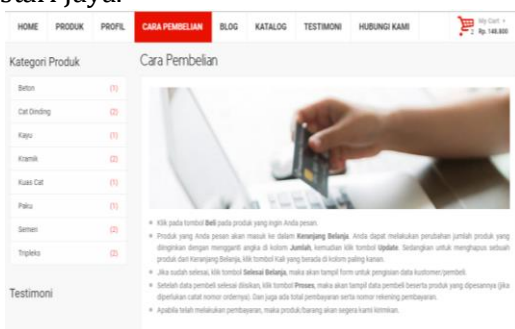 stari jaya.
HOME PRODUK PROFIL CARA PEMBELIAN BLOG KATALOG TESTIMONI HUBUNGI KAMI
My Cart
2 Rp. 148.800
Kategori Produk
Beton (1)
Cat Dinding (2)
Kayu (1)
Kramik (2)
Kuas Cat (1)
Paku (1)
Semen (2)
Tripleks (2)
Testimoni
Cara Pembelian
Klik pada tombol Beli pada produk yang ingin Anda pesan.
Produk yang Anda pesan akan masuk ke dalam Keranjang Belanja. Anda dapat melakukan perubahan jumlah produk yang
diinginkan dengan mengganti angka di kolom Jumlah, kemudian klik tombol Update. Sedangkan untuk menghapus sebuah
produk dari Keranjang Belanja, klik tombol Kali yang berada di kolom paling kanan.
Jika sudah selesai, klik tombol Selesai Belanja, maka akan tampil form untuk pengisian data kustomer/pembeli.
Setelah data pembeli selesai diisikan, klik tombol Proses, maka akan tampil data pembeli beserta produk yang dipesannya (jika
diperlukan catat nomor ordernya). Dan juga ada total pembayaran serta nomor rekening pembayaran.
Apabila telah melakukan pembayaran, maka produk/barang akan segera kami kirimkan.